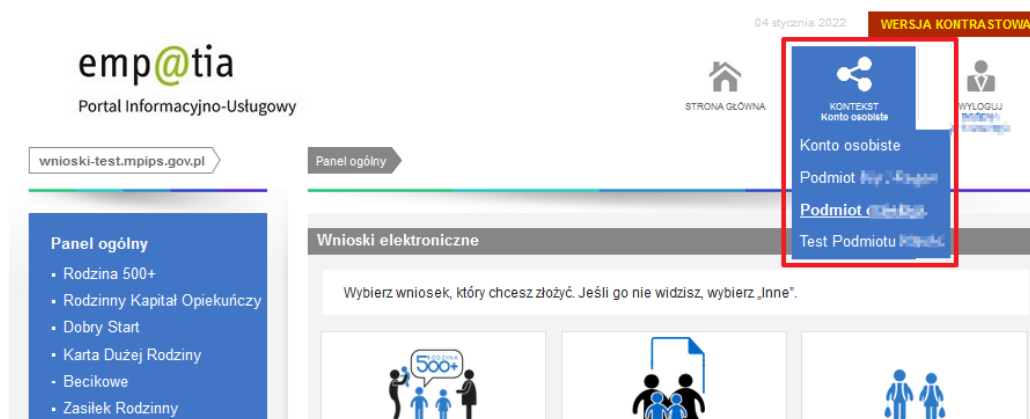 04 stycznia 2022
WERSJA KONTRASTOWA
emp@tia
Portal Informacyjno-Usługowy
STRONA GŁÓWNA
KONTEKST
Konto osobiste
WYLOGUJ
Konto osobiste
Podmiot
Podmiot
Test Podmiotu
wnioski-test.mpips.gov.pl
Panel ogólny
Panel ogólny
Rodzina 500+
Rodzinny Kapitał Opiekuńczy
Dobry Start
Karta Dużej Rodziny
Becikowe
Zasiłek Rodzinny
Wnioski elektroniczne
Wybierz wniosek, który chcesz złożyć. Jeśli go nie widzisz, wybierz „Inne”.
RODZINA
500+